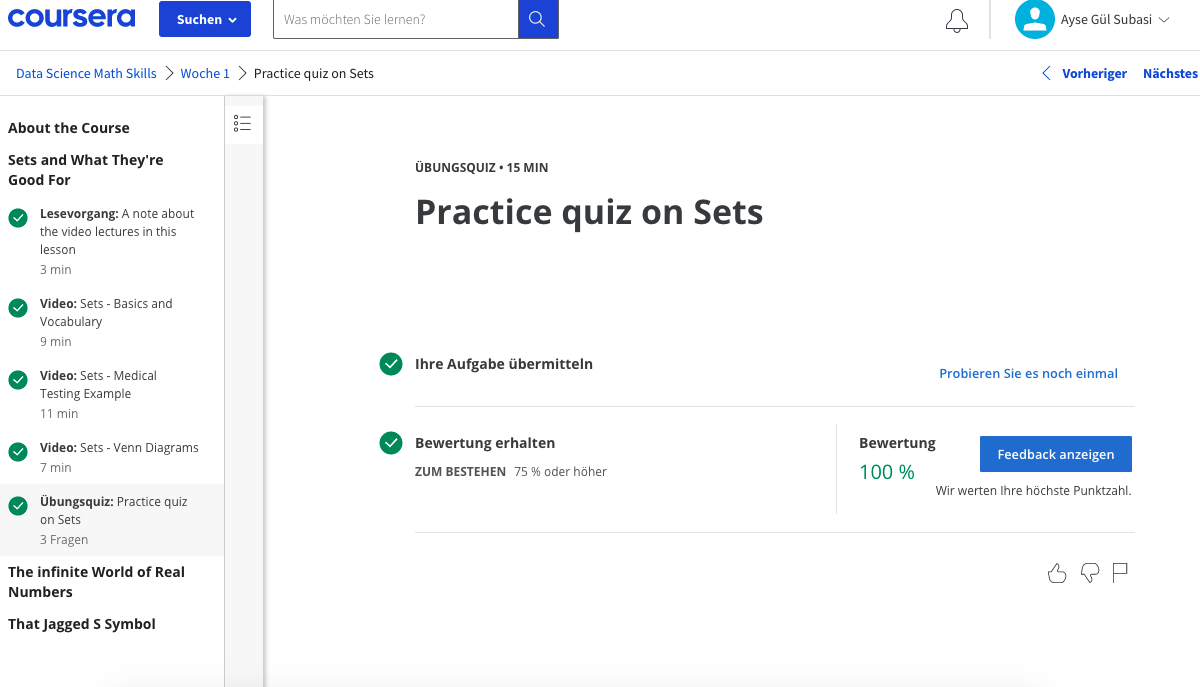 coursera
Suchen
Was möchten Sie lernen?
Ayse Gül Subasi
Data Science Math Skills
Woche 1
Practice quiz on Sets
Vorheriger
Nächstes
About the Course
Sets and What They're
Good For
Lesevorgang: A note about
the video lectures in this
lesson
3 min
Video: Sets - Basics and
Vocabulary
9 min
Video: Sets - Medical
Testing Example
11 min
Video: Sets - Venn Diagrams
7 min
Übungsquiz: Practice quiz
on Sets
3 Fragen
The infinite World of Real
Numbers
That Jagged S Symbol
ÜBUNGSQUIZ • 15 MIN
Practice quiz on Sets
Ihre Aufgabe übermitteln
Probieren Sie es noch einmal
Bewertung erhalten
ZUM BESTEHEN 75 % oder höher
Bewertung
100 %
Feedback anzeigen
Wir werten Ihre höchste Punktzahl.